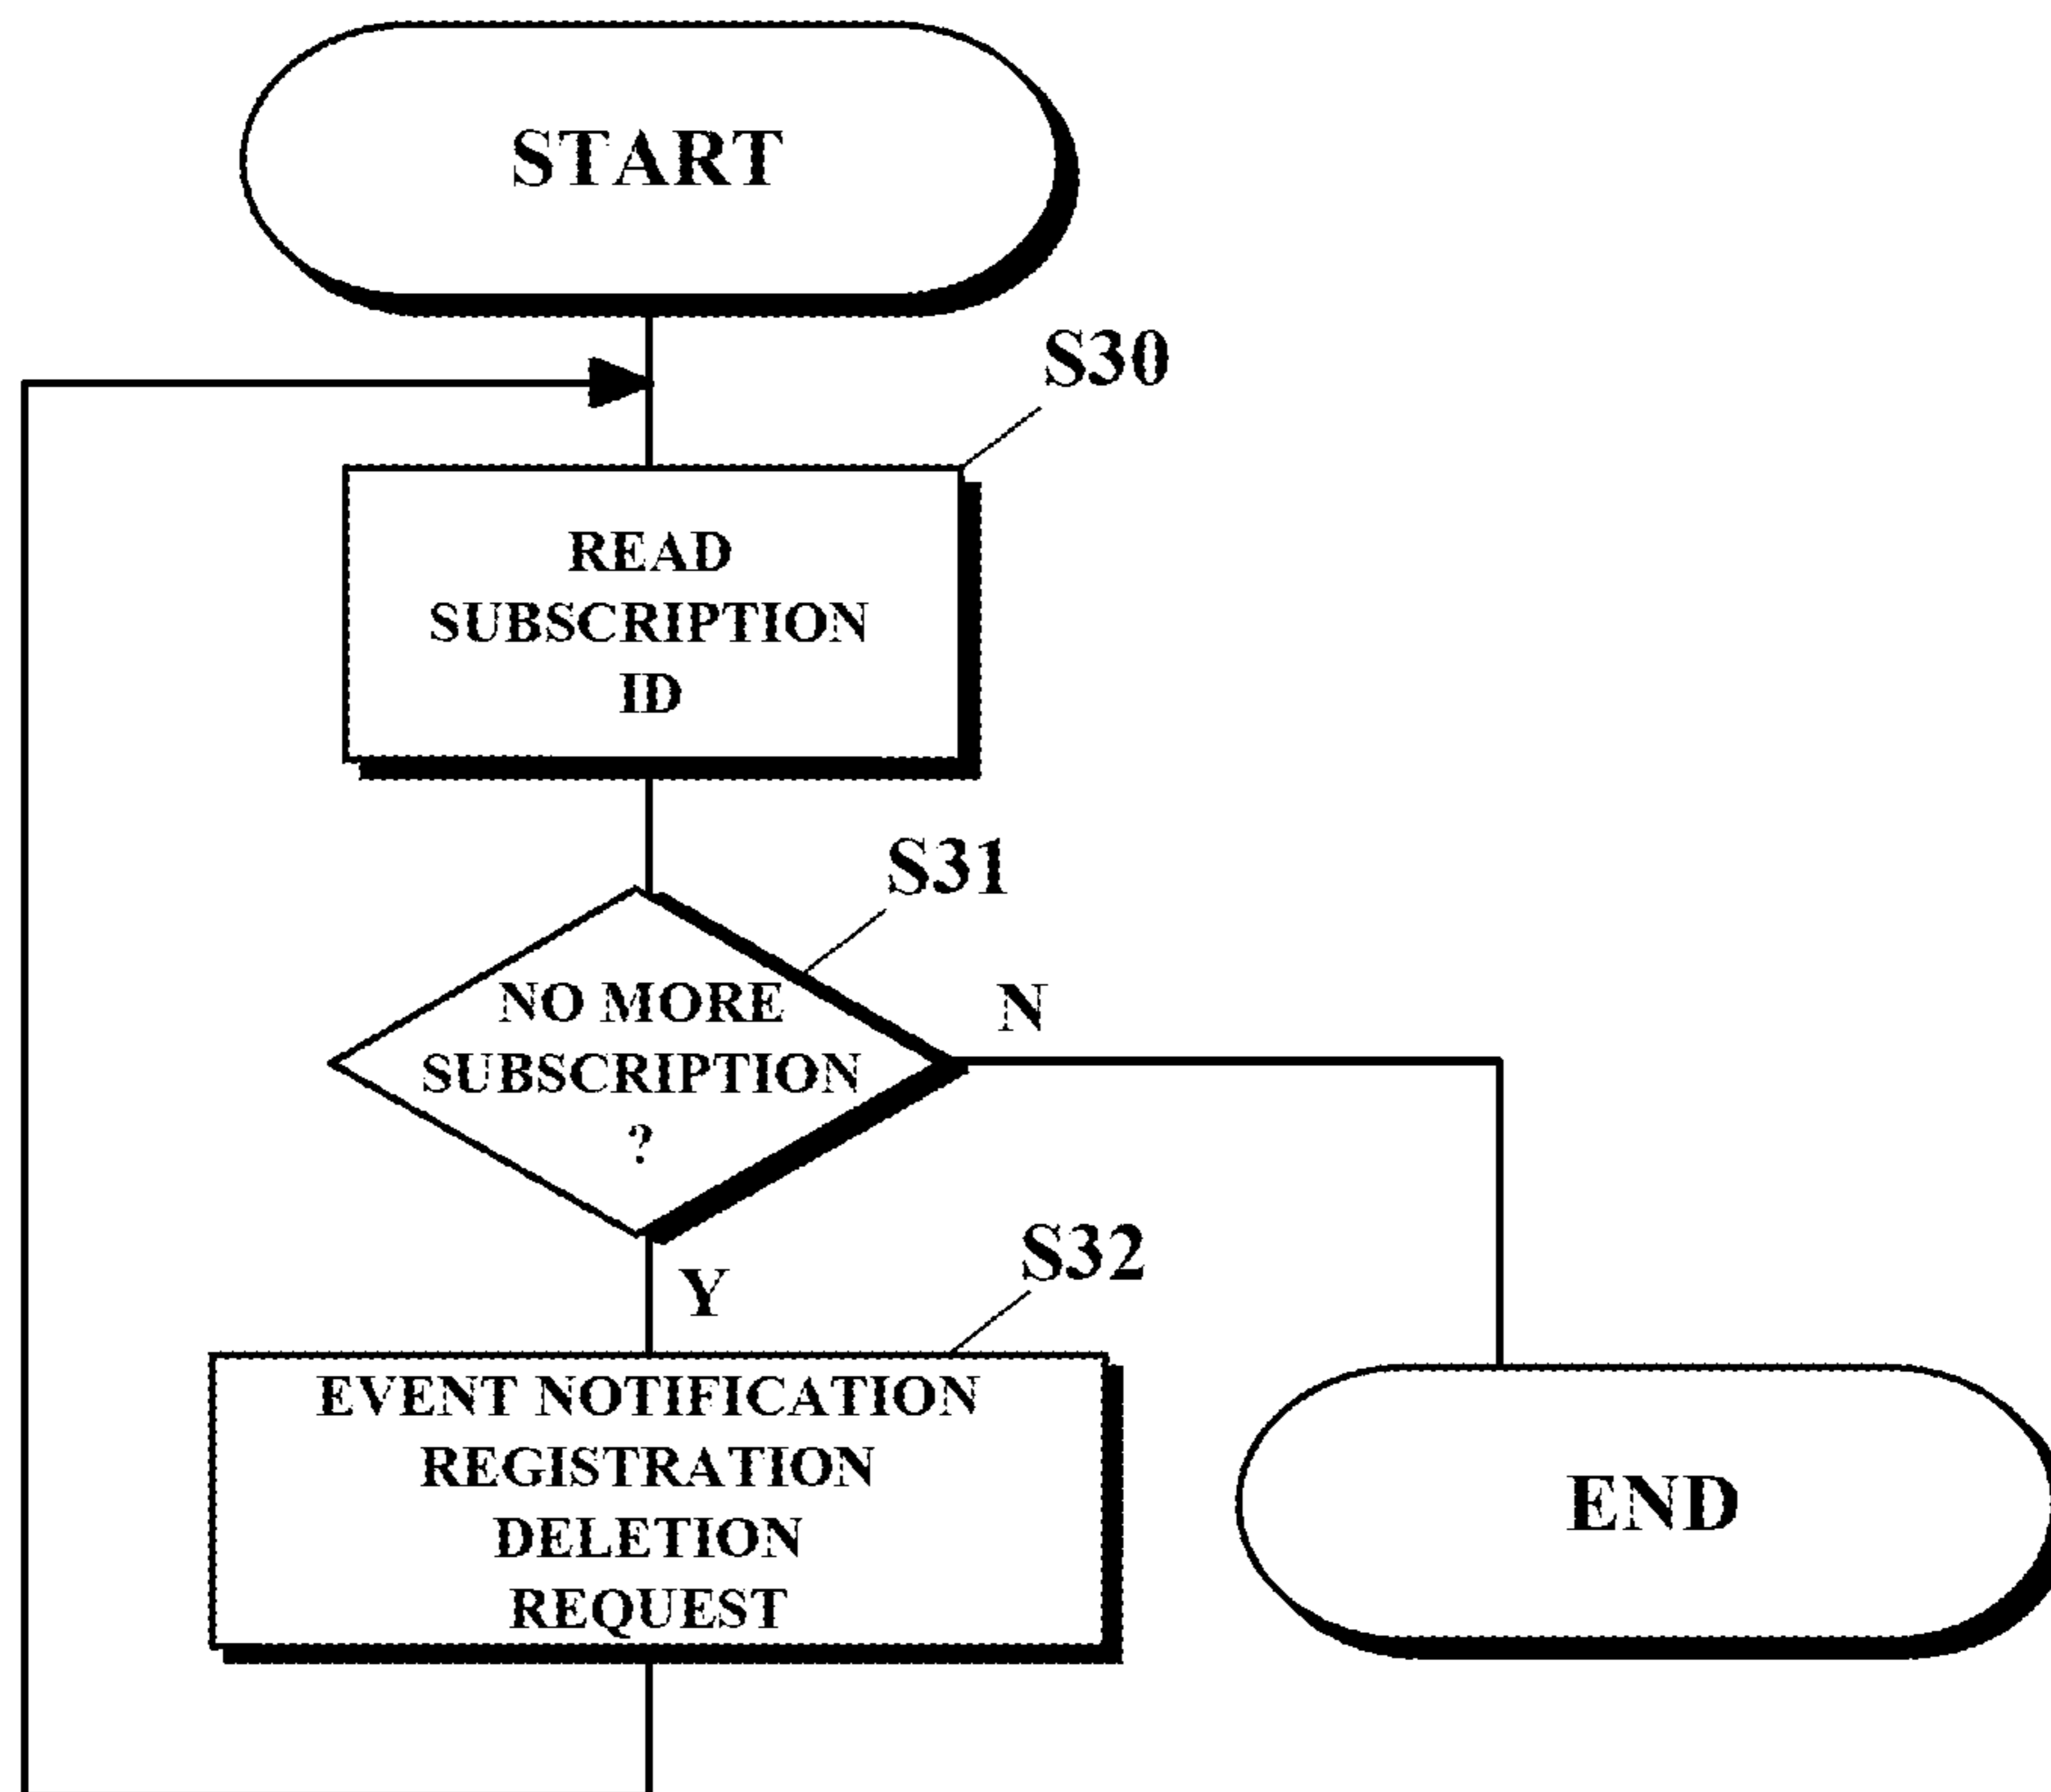 START
S30
READ
SUBSCRIPTION
ID
S31
NO MORE
SUBSCRIPTION
?
N
Y
S32
EVENT NOTIFICATION
REGISTRATION
DELETION
REQUEST
END